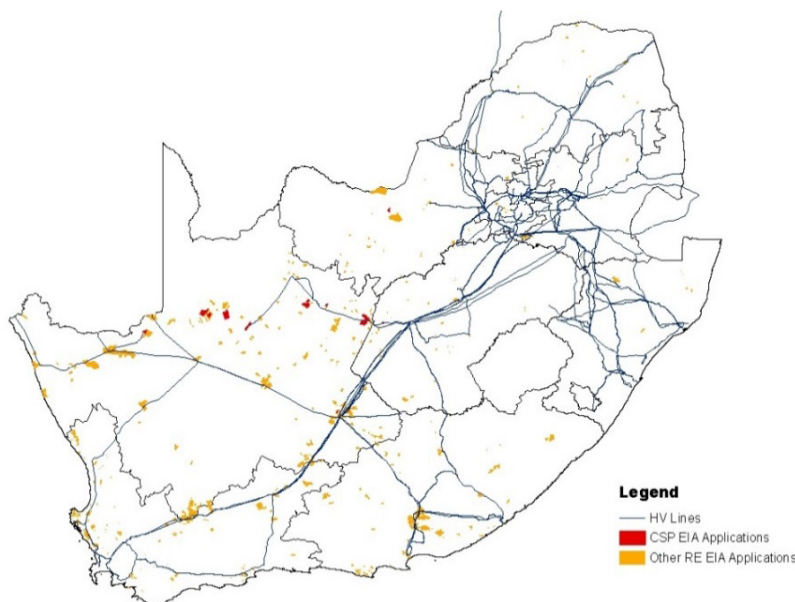 Legend
HV Lines
CSP EIA Applications
Other RE EIA Applications